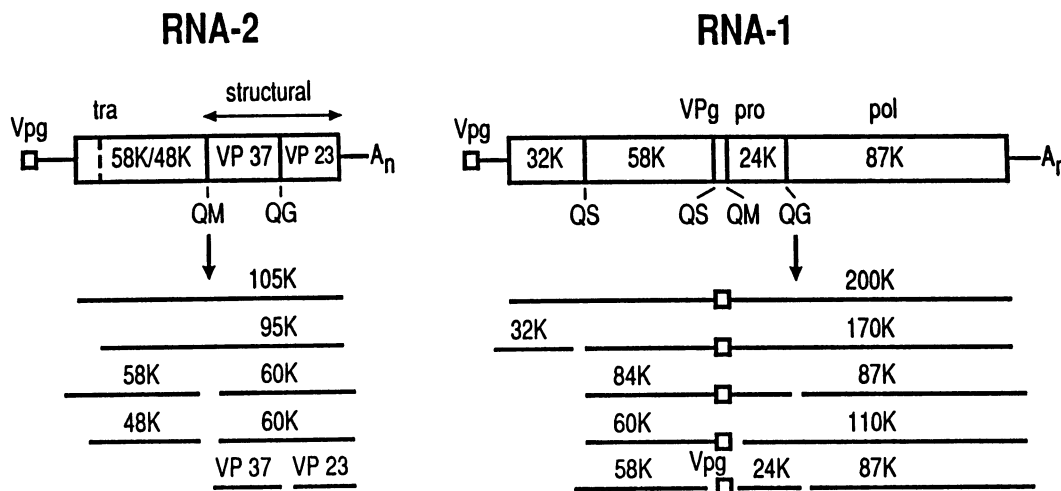 RNA-2 RNA-1
structural
tra VPg pro pol
Vpg Vpg
58K/48K VP 37 VP 23 An 32K 58K 24K 87K An
QM QG QS QS QM QG
105K 200K
95K 32K 170K
58K 60K 84K 87K
48K 60K 60K 110K
VP 37 VP 23 58K Vpg 24K 87K